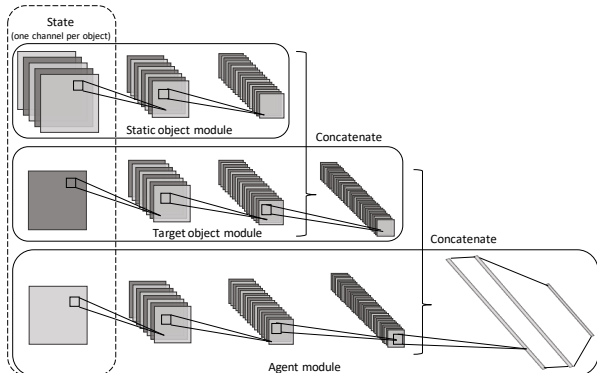 State
(one channel per object)
Static object module
Concatenate
Target object module
Concatenate
Agent module